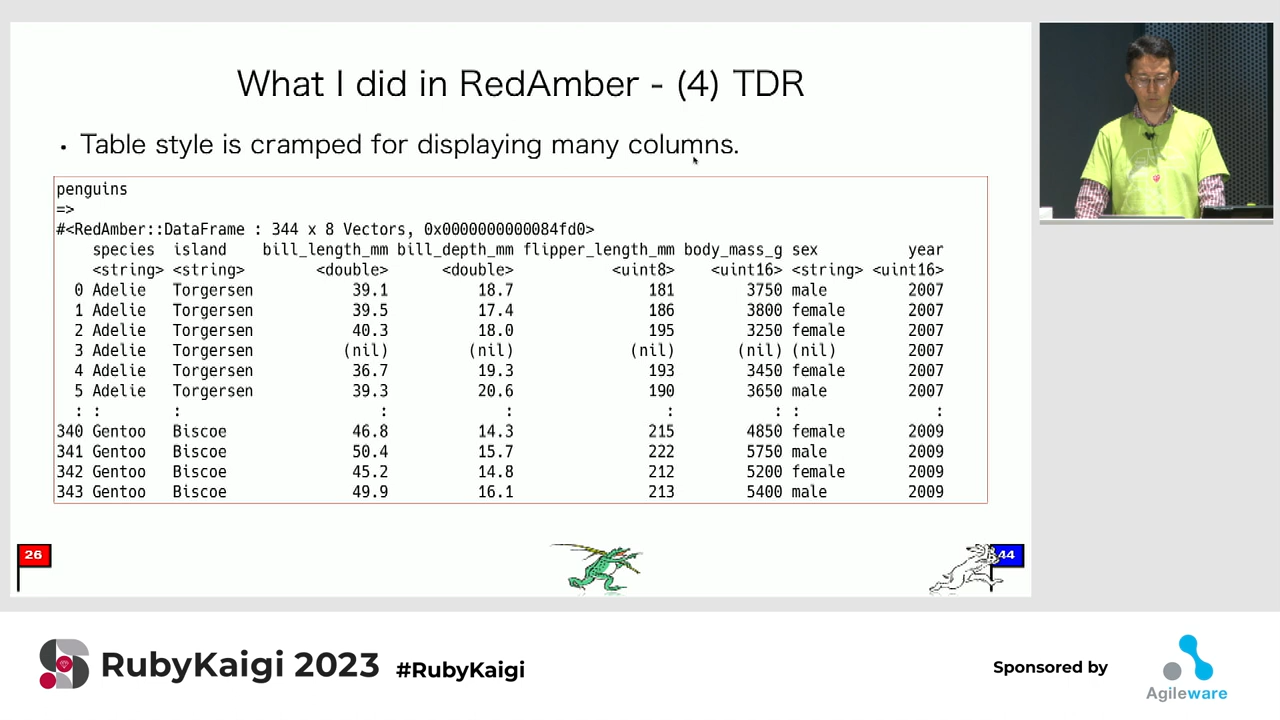 What I did in RedAmber - (4) TDR
• Table style is cramped for displaying many columns.
penguins
=>
#<RedAmber::DataFrame : 344 x 8 Vectors, 0x0000000000084fd0>
species island bill_length_mm bill_depth_mm flipper_length_mm body_mass_g sex year
<string> <string> <double> <double> <uint8> <uint16> <string> <uint16>
0 Adelie Torgersen 39.1 18.7 181 3750 male 2007
1 Adelie Torgersen 39.5 17.4 186 3800 female 2007
2 Adelie Torgersen 40.3 18.0 195 3250 female 2007
3 Adelie Torgersen (nil) (nil) (nil) (nil) (nil) 2007
4 Adelie Torgersen 36.7 19.3 193 3450 female 2007
5 Adelie Torgersen 39.3 20.6 190 3650 male 2007
: : : : : : : : :
340 Gentoo Biscoe 46.8 14.3 215 4850 female 2009
341 Gentoo Biscoe 50.4 15.7 222 5750 male 2009
342 Gentoo Biscoe 45.2 14.8 212 5200 female 2009
343 Gentoo Biscoe 49.9 16.1 213 5400 male 2009
26
44
RubyKaigi 2023 #RubyKaigi
Sponsored by
Agileware